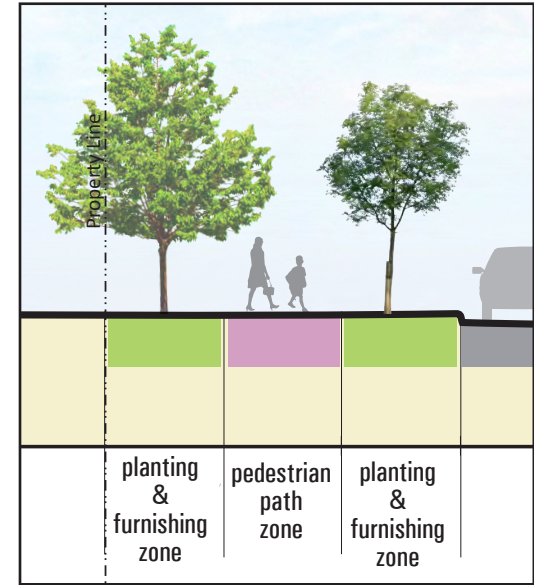 Property Line
planting
&
furnishing
zone
pedestrian
path
zone
planting
&
furnishing
zone